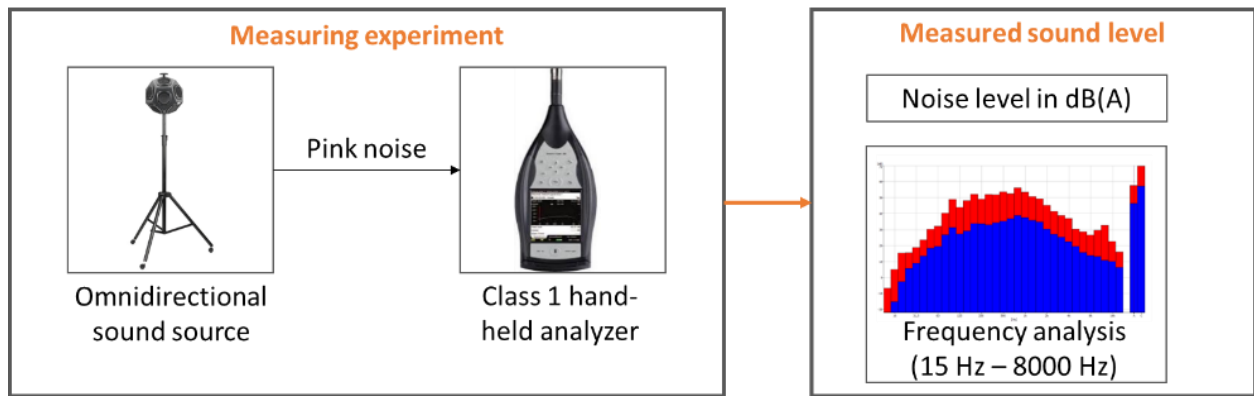 Measuring experiment
Pink noise
Omnidirectional
sound source
Class 1 hand-
held analyzer
Measured sound level
Noise level in dB(A)
Frequency analysis
(15 Hz – 8000 Hz)